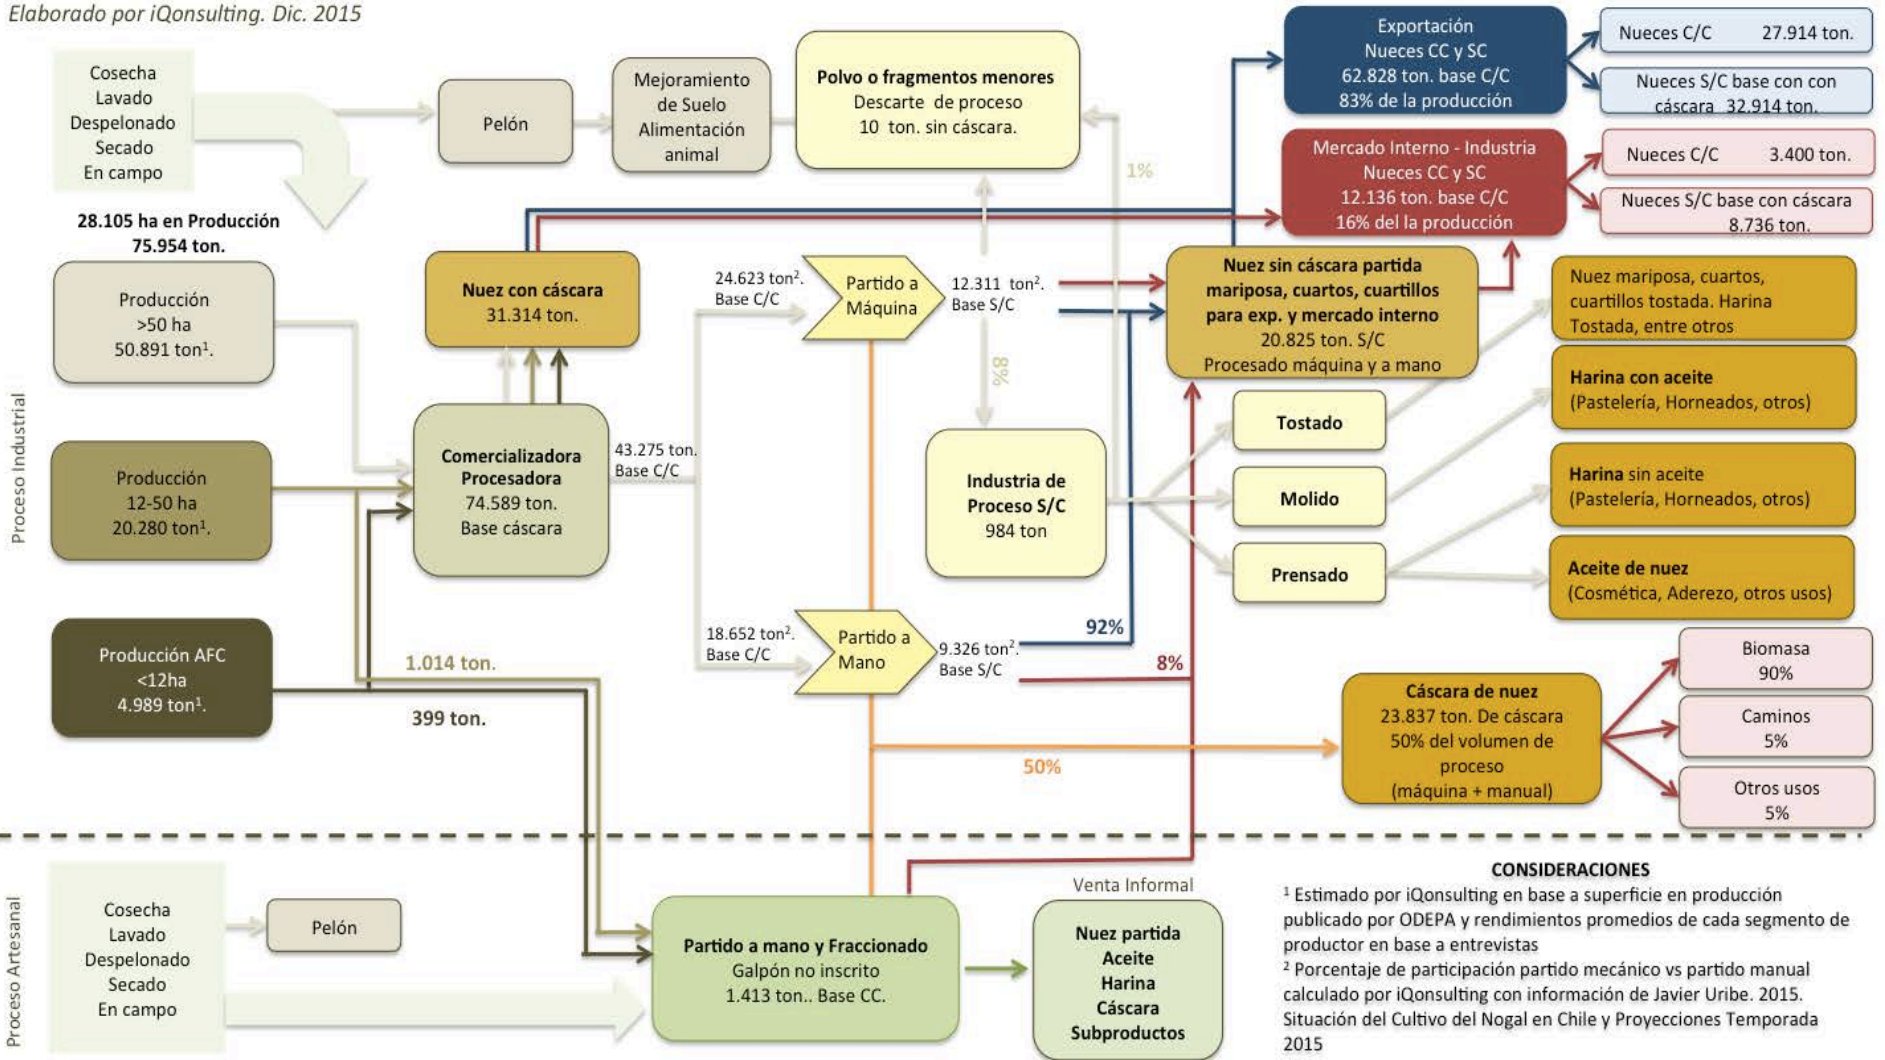 Elaborado por iQonsulting. Dic. 2015
Cosecha
Lavado
Despelonado
Secado
En campo
Pelón
Mejoramiento
de Suelo
Alimentación
animal
Polvo o fragmentos menores
Descarte de proceso
10 ton. sin cáscara.
1%
Exportación
Nueces CC y SC
62.828 ton. base C/C
83% de la producción
Nueces C/C 27.914 ton.
Nueces S/C base con con
cáscara 32.914 ton.
Mercado Interno - Industria
Nueces CC y SC
12.136 ton. base C/C
16% del la producción
Nueces C/C 3.400 ton.
Nueces S/C base con cáscara
8.736 ton.
28.105 ha en Producción
75.954 ton.
Proceso Industrial
Producción
>50 ha
50.891 ton¹.
Producción
12-50 ha
20.280 ton¹.
Producción AFC
<12ha
4.989 ton¹.
1.014 ton.
399 ton.
Nuez con cáscara
31.314 ton.
Comercializadora
Procesadora
74.589 ton.
Base cáscara
43.275 ton.
Base C/C
24.623 ton².
Base C/C
Partido a
Máquina
12.311 ton².
Base S/C
8%
18.652 ton².
Base C/C
Partido a
Mano
9.326 ton².
Base S/C
92%
8%
50%
Industria de
Proceso S/C
984 ton
Nuez sin cáscara partida
mariposa, cuartos, cuartillos
para exp. y mercado interno
20.825 ton. S/C
Procesado máquina y a mano
Tostado
Molido
Prensado
Nuez mariposa, cuartos,
cuartillos tostada. Harina
Tostada, entre otros
Harina con aceite
(Pastelería, Horneados, otros)
Harina sin aceite
(Pastelería, Horneados, otros)
Aceite de nuez
(Cosmética, Aderezo, otros usos)
Cáscara de nuez
23.837 ton. De cáscara
50% del volumen de
proceso
(máquina + manual)
Biomasa
90%
Caminos
5%
Otros usos
5%
Proceso Artesanal
Cosecha
Lavado
Despelonado
Secado
En campo
Pelón
Partido a mano y Fraccionado
Galpón no inscrito
1.413 ton.. Base CC.
Venta Informal
Nuez partida
Aceite
Harina
Cáscara
Subproductos
CONSIDERACIONES
¹ Estimado por iQonsulting en base a superficie en producción
publicado por ODEPA y rendimientos promedios de cada segmento de
productor en base a entrevistas
² Porcentaje de participación partido mecánico vs partido manual
calculado por iQonsulting con información de Javier Uribe. 2015.
Situación del Cultivo del Nogal en Chile y Proyecciones Temporada
2015